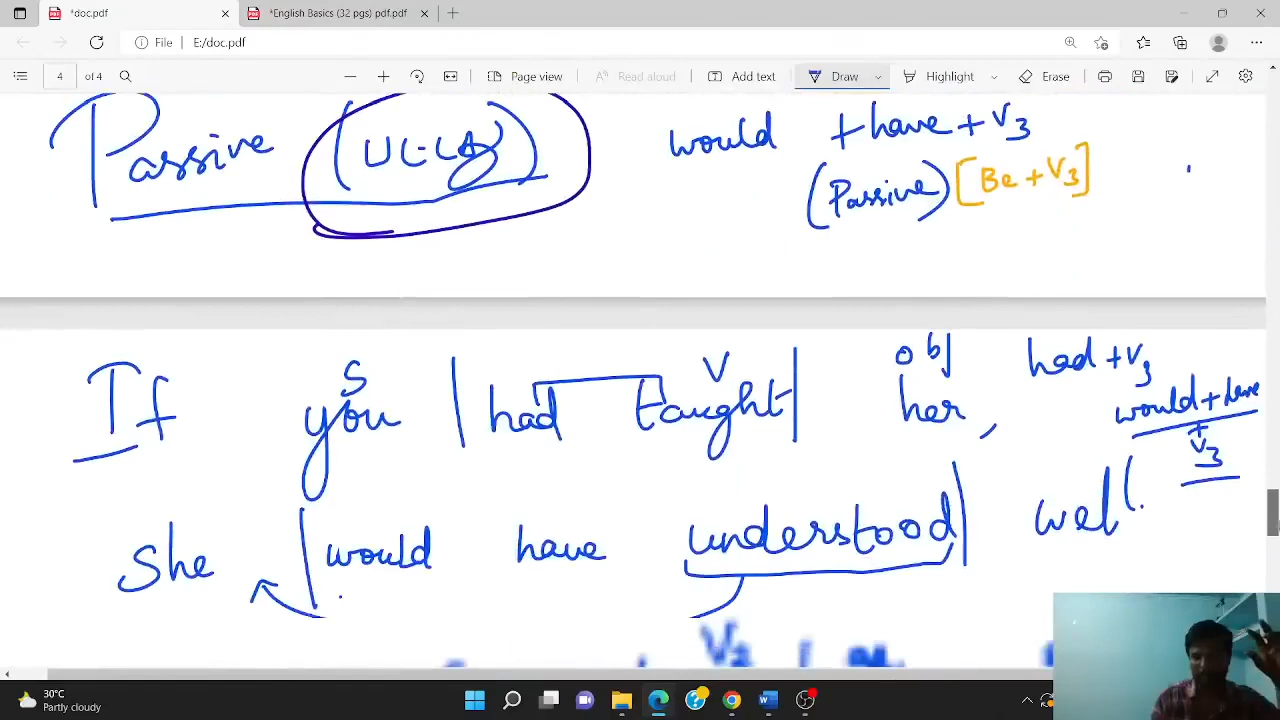 *doc.pdf
*English Basics (32 pgs) pdf.pdf
File
E:/doc.pdf
4
of 4
Page view
Read aloud
Add text
Draw
Highlight
Erase
Passive
would + have + V3
(Passive) [Be + V3]
S
V
obj
had + V3
If you | had taught | her,
would + have
+
V3
she | would have understood | well.
30°C
Partly cloudy